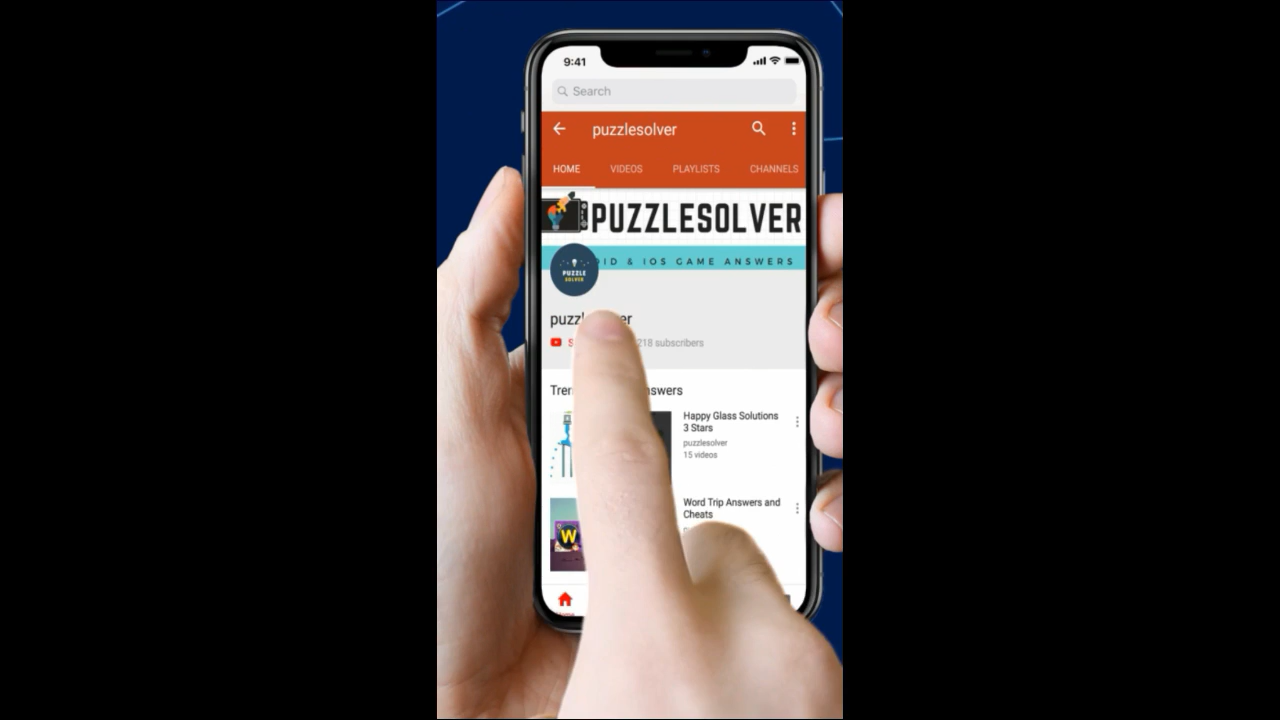 9:41
Search
puzzlesolver
HOME VIDEOS PLAYLISTS CHANNELS
PUZZLESOLVER
& IOS GAME ANSWERS
PUZZLE
SOLVER
218 subscribers
Happy Glass Solutions
3 Stars
puzzlesolver
15 videos
Word Trip Answers and
Cheats
W